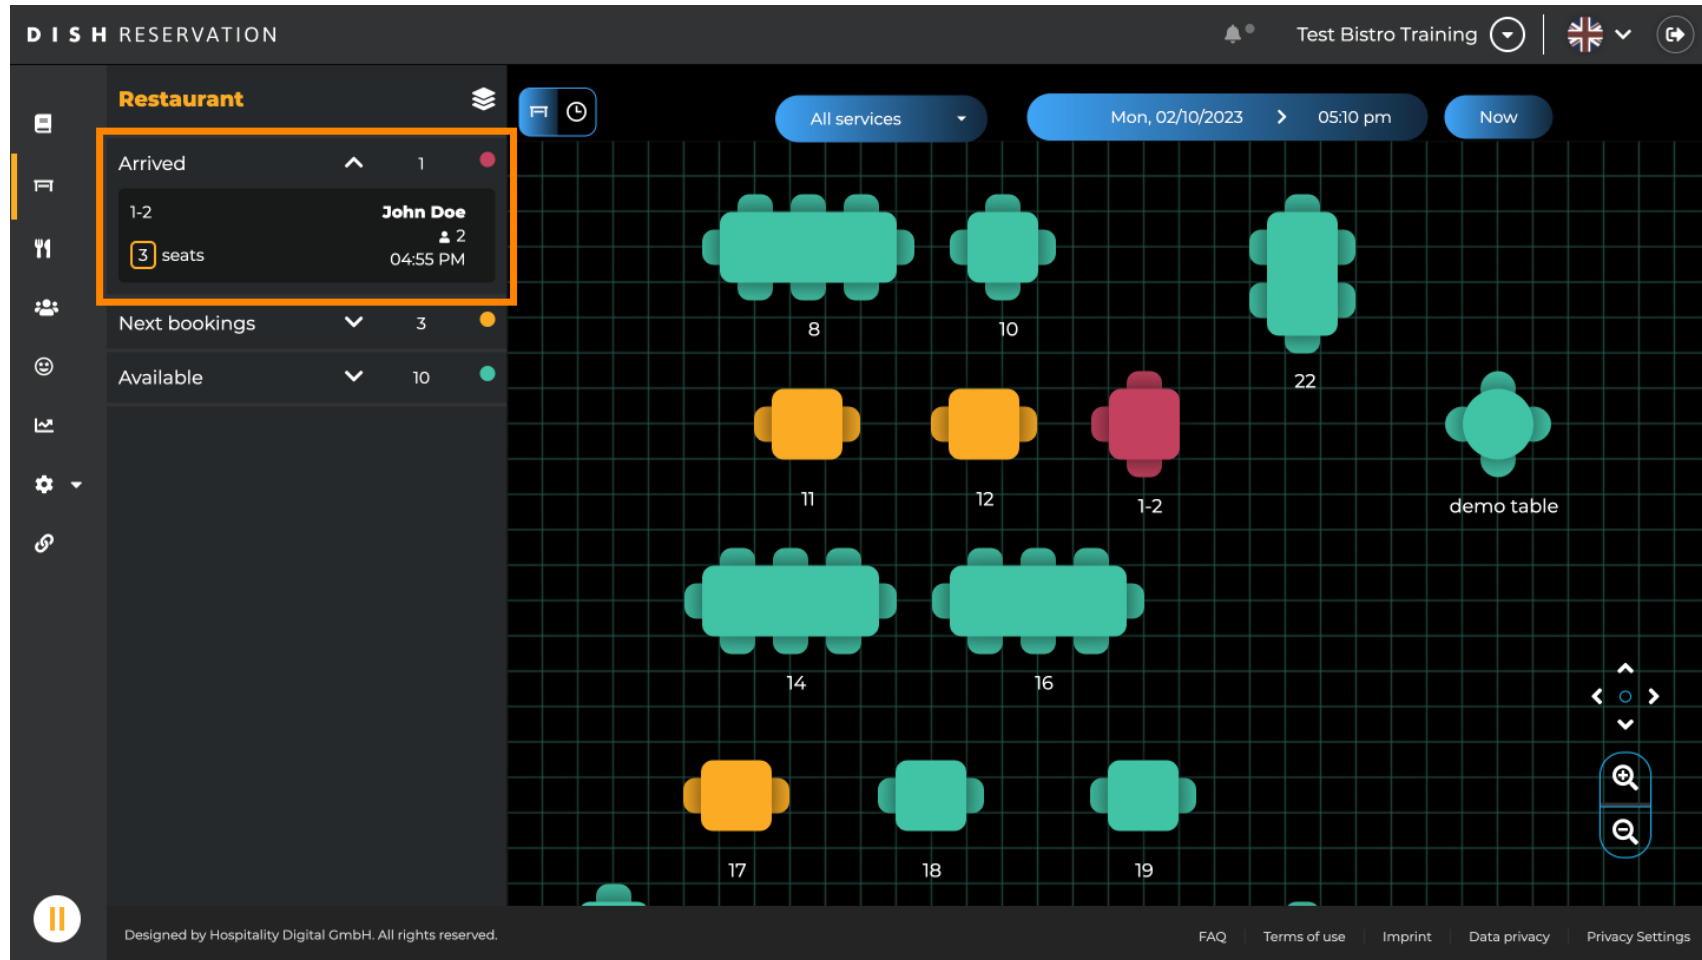 DISH RESERVATION
Test Bistro Training
Restaurant
All services
Mon, 02/10/2023
05:10 pm
Now
Arrived 1
1-2 John Doe
2
3 seats
04:55 PM
Next bookings 3
Available 10
8
10
22
11
12
1-2
demo table
14
16
17
18
19
Designed by Hospitality Digital GmbH. All rights reserved.
FAQ
Terms of use
Imprint
Data privacy
Privacy Settings